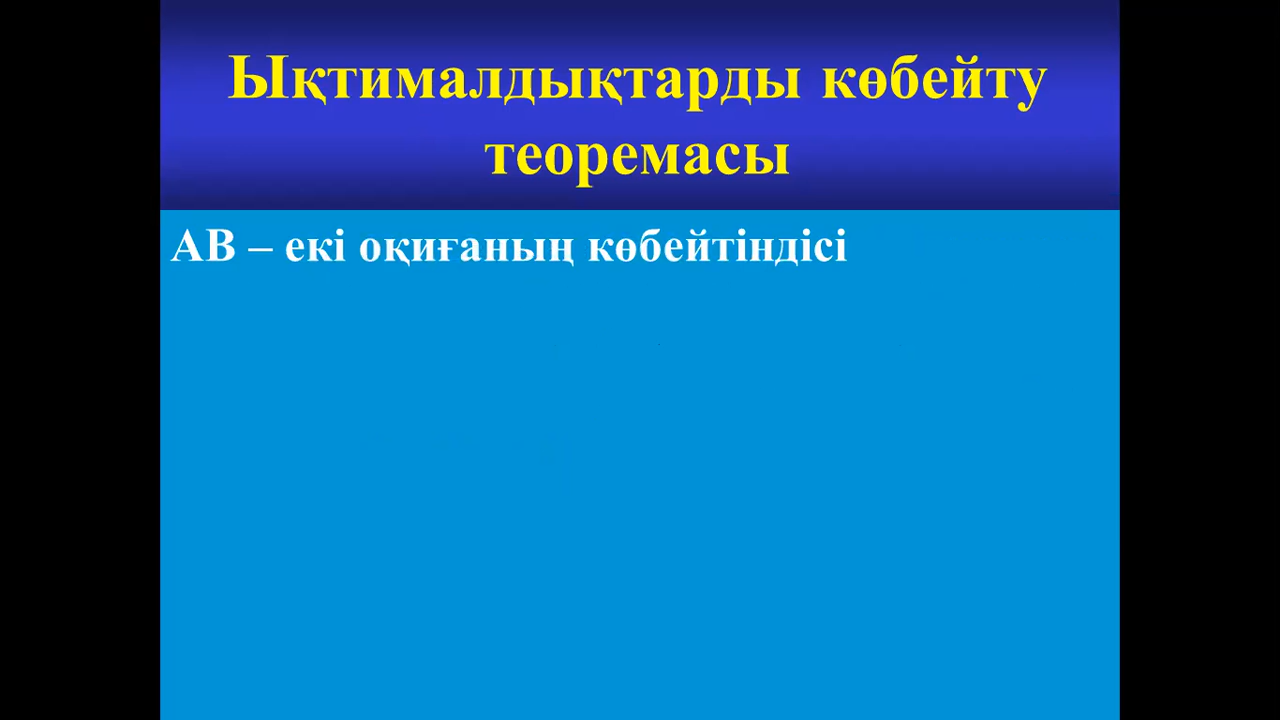 Ықтималдықтарды көбейту
теоремасы
АВ – екі оқиғаның көбейтіндісі